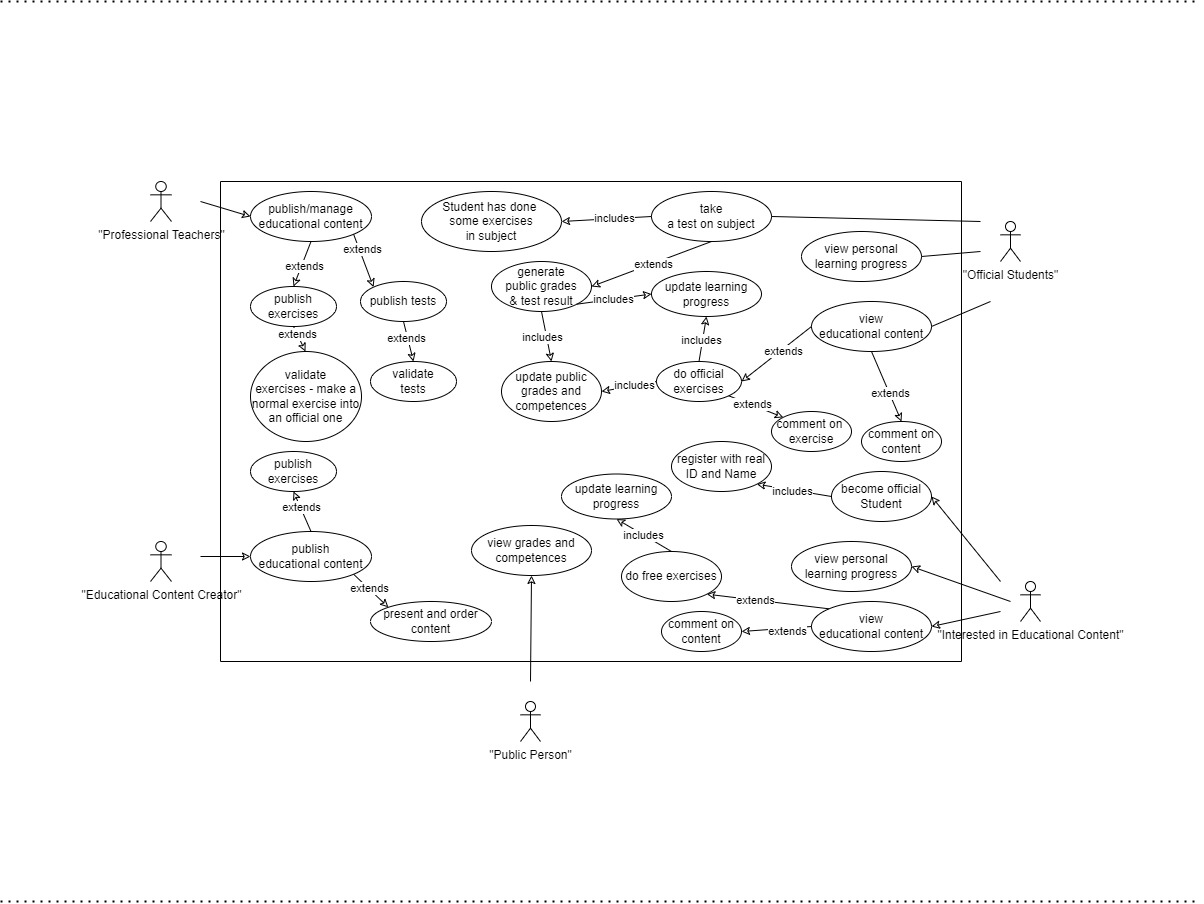 "Professional Teachers"
publish/manage
educational content
extends
extends
publish
exercises
publish tests
extends
extends
validate
exercises - make a
normal exercise into
an official one
validate
tests
Student has done
some exercises
in subject
includes
take
a test on subject
extends
generate
public grades
& test result
includes
update learning
progress
includes
includes
update public
grades and
competences
includes
do official
exercises
extends
extends
comment on
exercise
view personal
learning progress
"Official Students"
view
educational content
extends
comment on
content
publish
exercises
extends
publish
educational content
"Educational Content Creator"
extends
present and order
content
register with real
ID and Name
includes
become official
Student
update learning
progress
includes
view grades and
competences
do free exercises
view personal
learning progress
extends
comment on
content
extends
view
educational content
"Interested in Educational Content"
"Public Person"